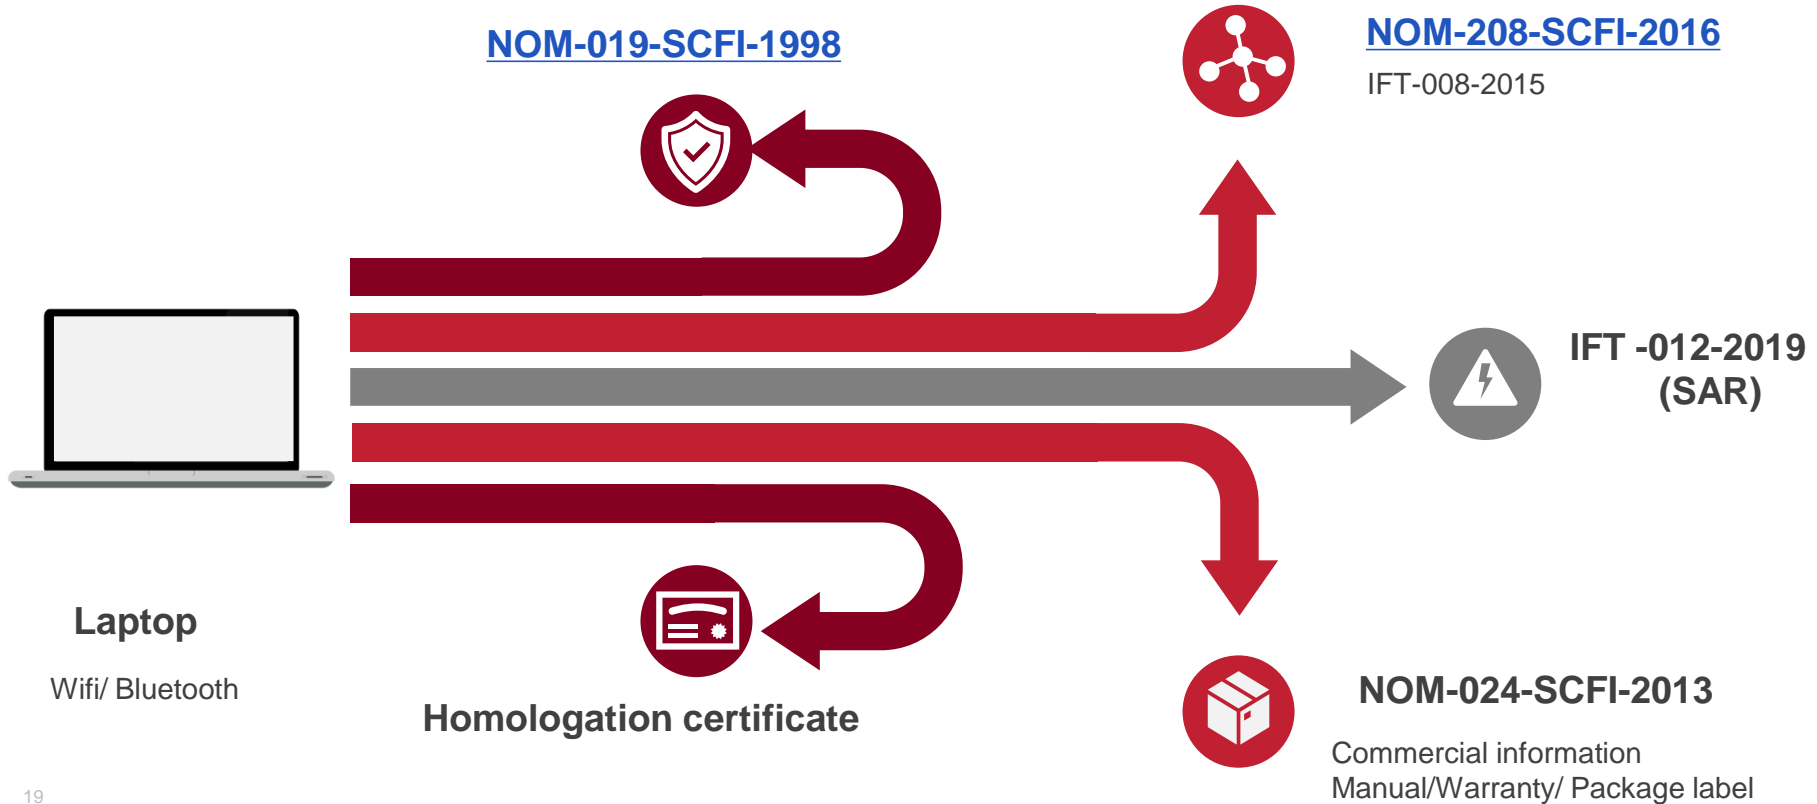 NOM-019-SCFI-1998
NOM-208-SCFI-2016
IFT-008-2015
IFT -012-2019
(SAR)
Laptop
Wifi/ Bluetooth
Homologation certificate
NOM-024-SCFI-2013
Commercial information
Manual/Warranty/ Package label
19